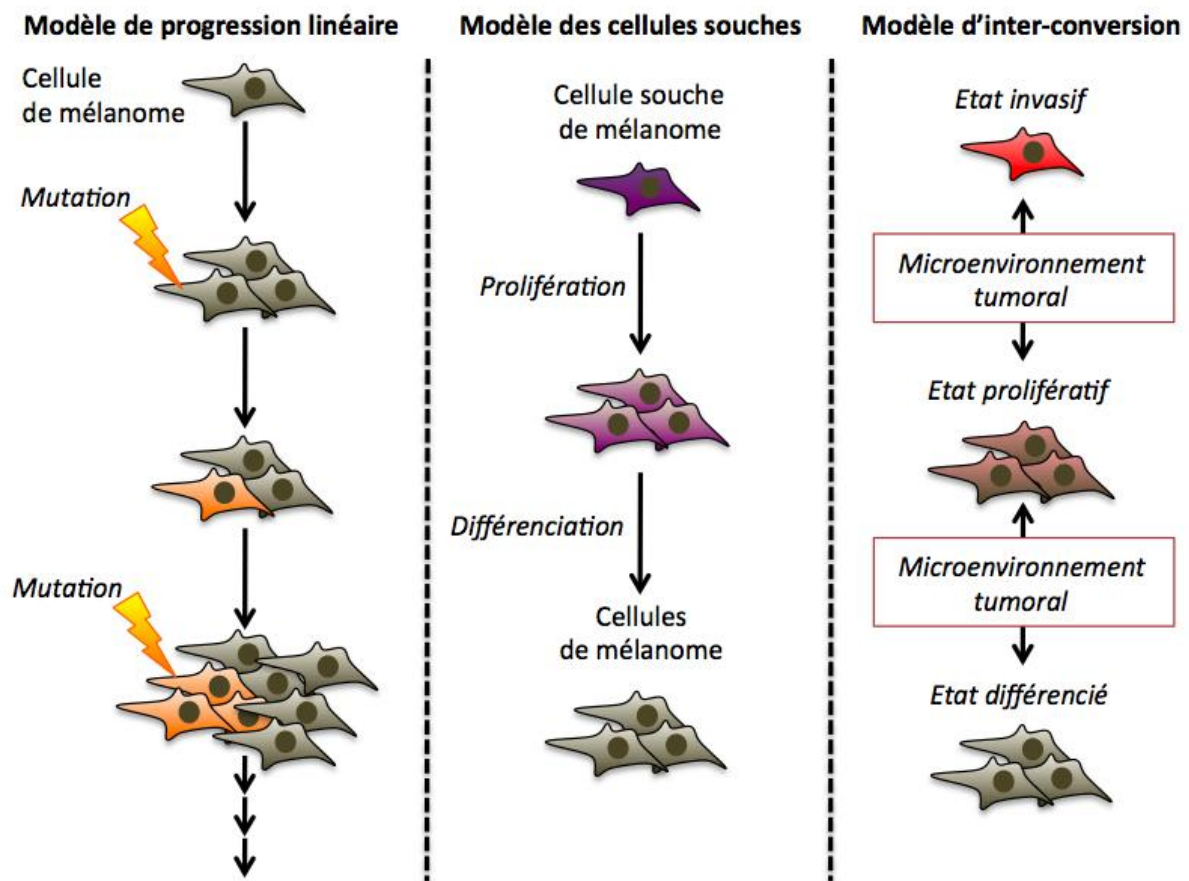 Modèle de progression linéaire
Cellule
de mélanome
Mutation
Mutation
Modèle des cellules souches
Cellule souche
de mélanome
Prolifération
Différenciation
Cellules
de mélanome
Modèle d'inter-conversion
Etat invasif
Microenvironnement
tumoral
Etat prolifératif
Microenvironnement
tumoral
Etat différencié